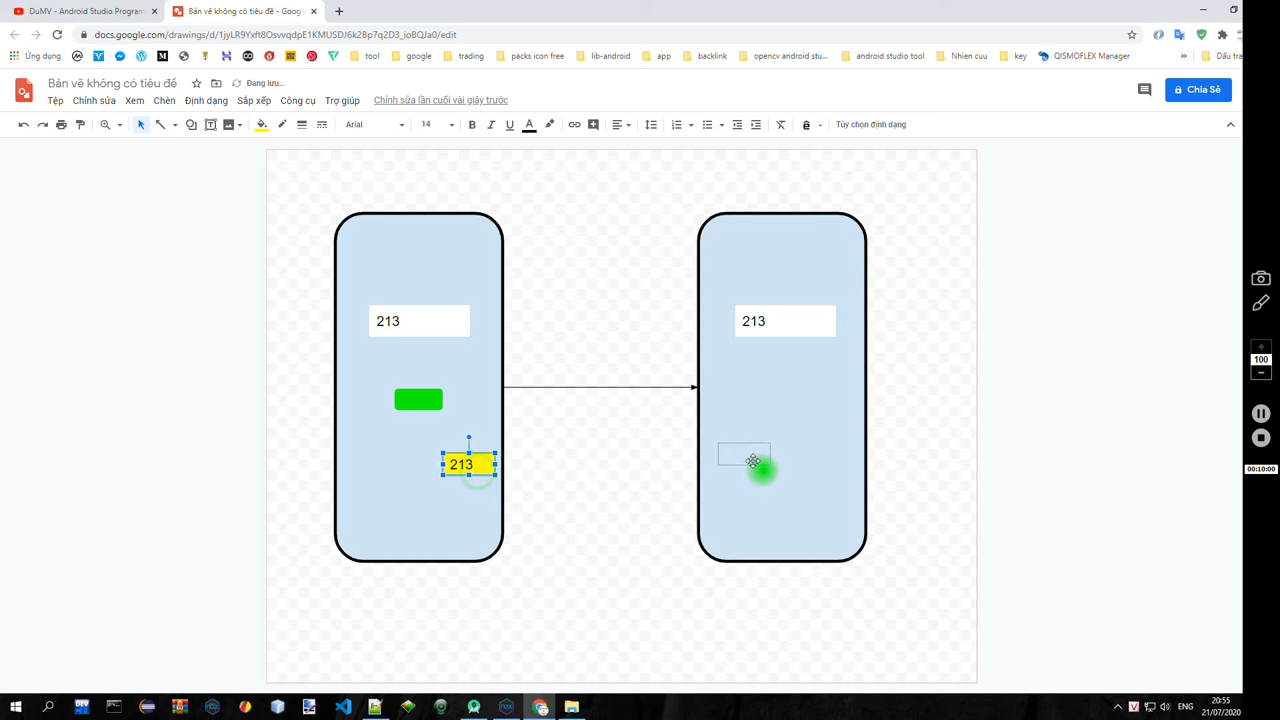 DuMV - Android Studio Program
Bản vẽ không có tiêu đề - Google
docs.google.com/drawings/d/1jyLR9Yxft8OsvvqdpE1KMUSDJ6k2Bp7q2D3_ioBQJa0/edit
Ứng dụng
tool
google
trading
packs icon free
lib-android
app
backlink
opencv android stu...
android studio tool
Nhien cuu
key
QISMOFLEX Manager
»
Dấu tra
Bản vẽ không có tiêu đề
Đang lưu...
Tệp Chỉnh sửa Xem Chèn Định dạng Sắp xếp Công cụ Trợ giúp
Chỉnh sửa lần cuối vài giây trước
Chia Sẻ
Arial
14
Tùy chọn định dạng
213
213
213
100
00:10:00
ENG
20:55
21/07/2020